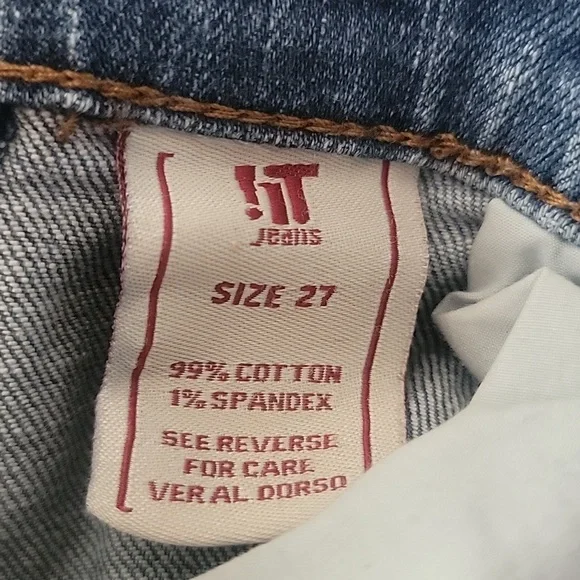 !iT
Jeans
SIZE 27
99% COTTON
1% SPANDEX
SEE REVERSE
FOR CARE
VER AL DORSO